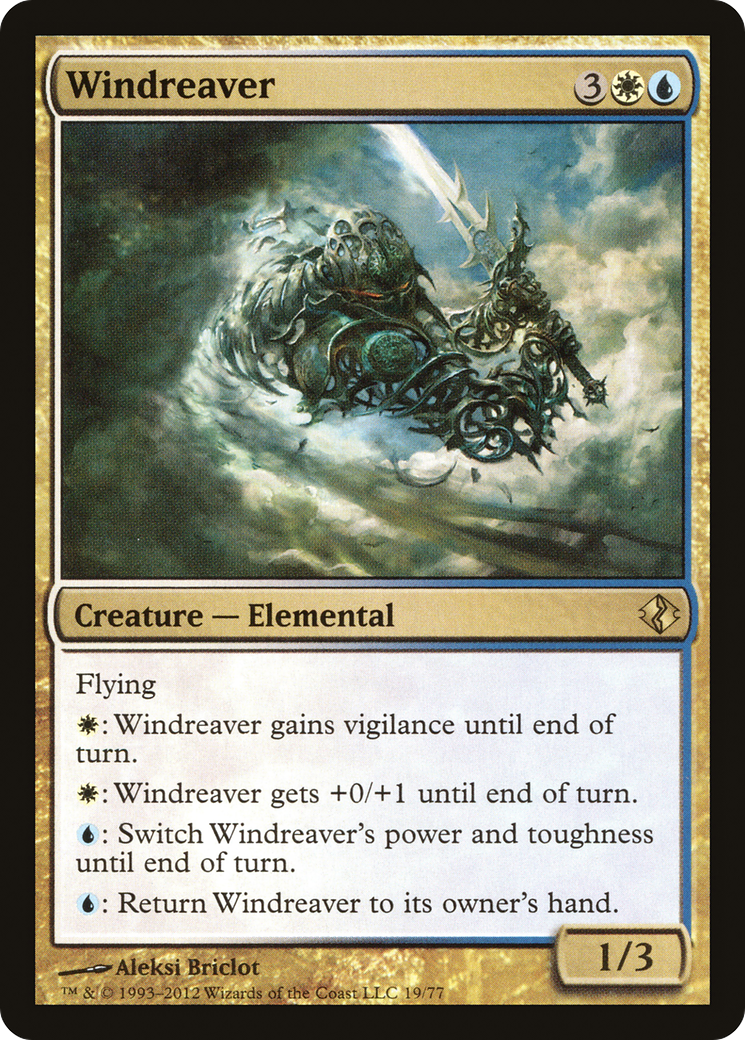 Windreaver 3
Creature — Elemental
Flying
: Windreaver gains vigilance until end of
turn.
: Windreaver gets +0/+1 until end of turn.
: Switch Windreaver's power and toughness
until end of turn.
: Return Windreaver to its owner's hand.
1/3
Aleksi Briclot
™ & © 1993–2012 Wizards of the Coast LLC 19/77